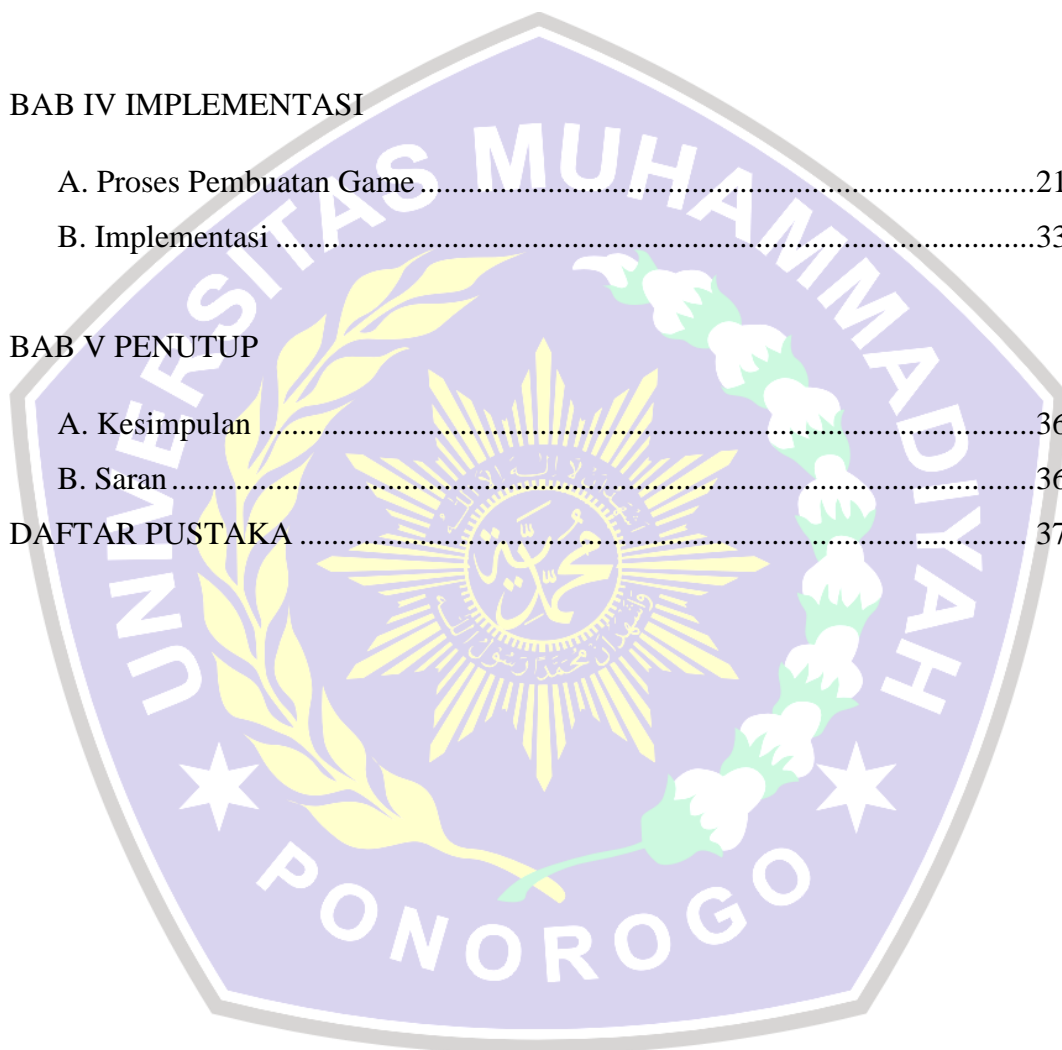 BAB IV IMPLEMENTASI
A. Proses Pembuatan Game ..............................................................................21
B. Implementasi ................................................................................................33
BAB V PENUTUP
A. Kesimpulan ..................................................................................................36
B. Saran .............................................................................................................36
DAFTAR PUSTAKA ............................................................................................ 37
UNIVERSITAS MUHAMMADIYAH
PONOROGO
محمدية